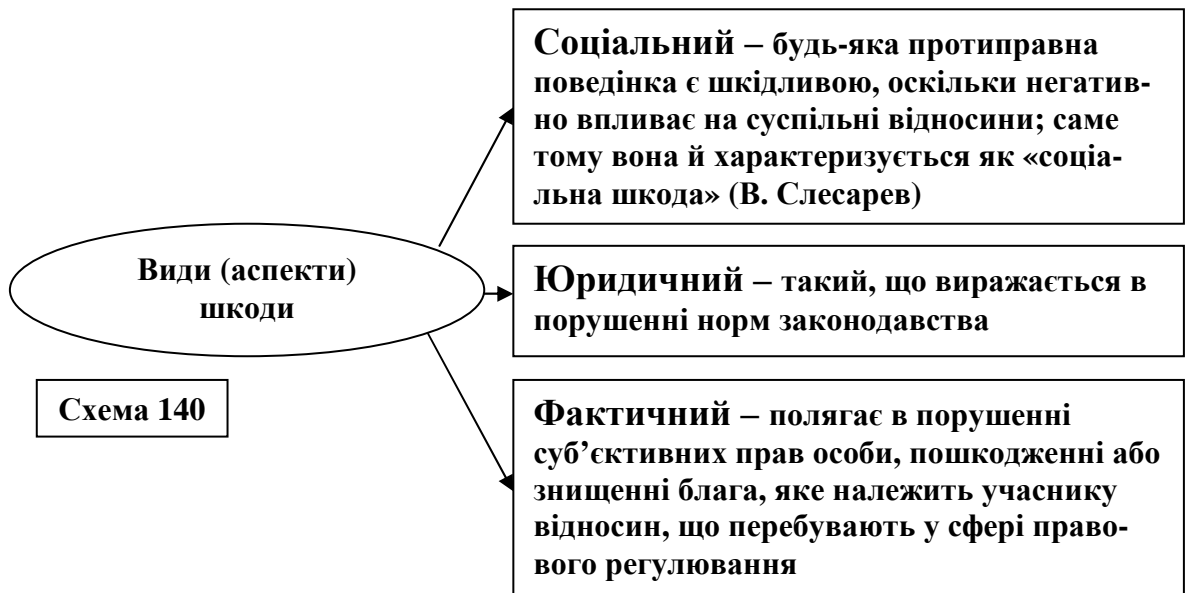 Соціальний – будь-яка протиправна
поведінка є шкідливою, оскільки негатив-
но впливає на суспільні відносини; саме
тому вона й характеризується як «соціа-
льна шкода» (В. Слесарев)
Види (аспекти)
шкоди
Юридичний – такий, що виражається в
порушенні норм законодавства
Схема 140
Фактичний – полягає в порушенні
суб’єктивних прав особи, пошкодженні або
знищенні блага, яке належить учаснику
відносин, що перебувають у сфері право-
вого регулювання